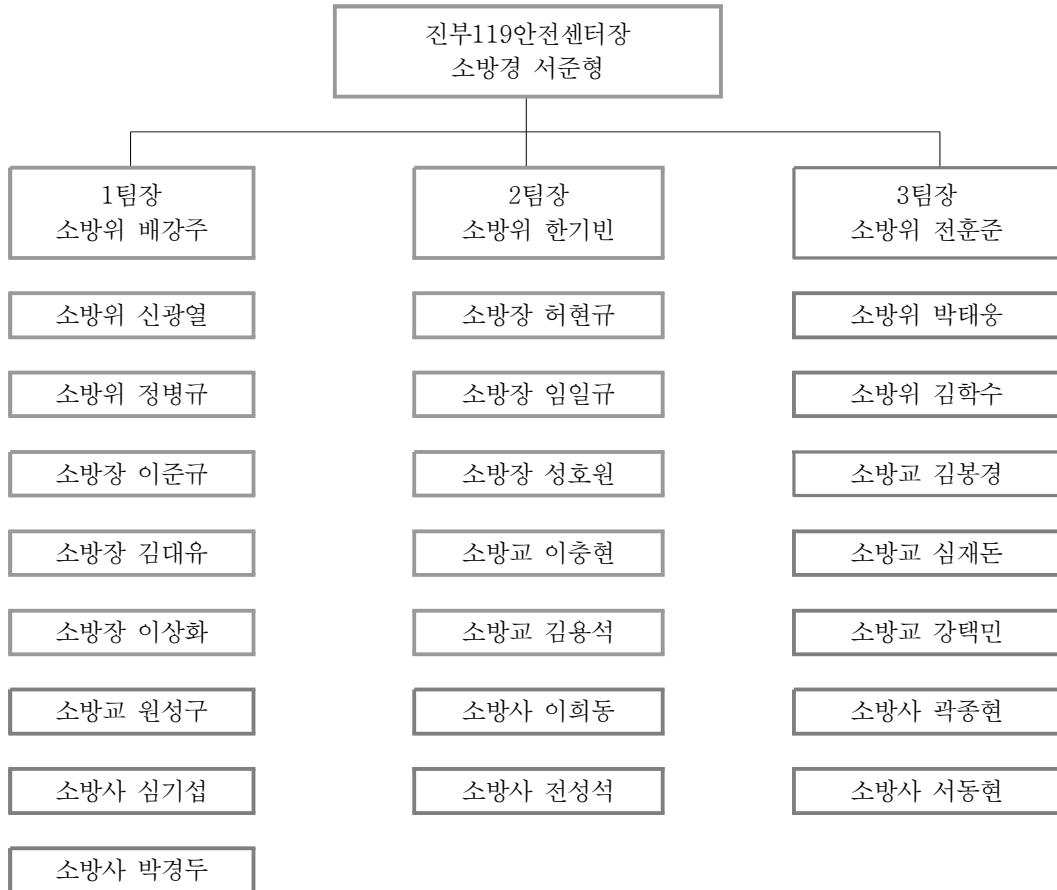 진부119안전센터장
소방경 서준형
1팀장
소방위 배강주
2팀장
소방위 한기빈
3팀장
소방위 전훈준
소방위 신광열
소방장 허현규
소방위 박태웅
소방위 정병규
소방장 임일규
소방위 김학수
소방장 이준규
소방장 성호원
소방교 김봉경
소방장 김대유
소방교 이충현
소방교 심재돈
소방장 이상화
소방교 김용석
소방교 강택민
소방교 원성구
소방사 이희동
소방사 곽종현
소방사 심기섭
소방사 전성석
소방사 서동현
소방사 박경두